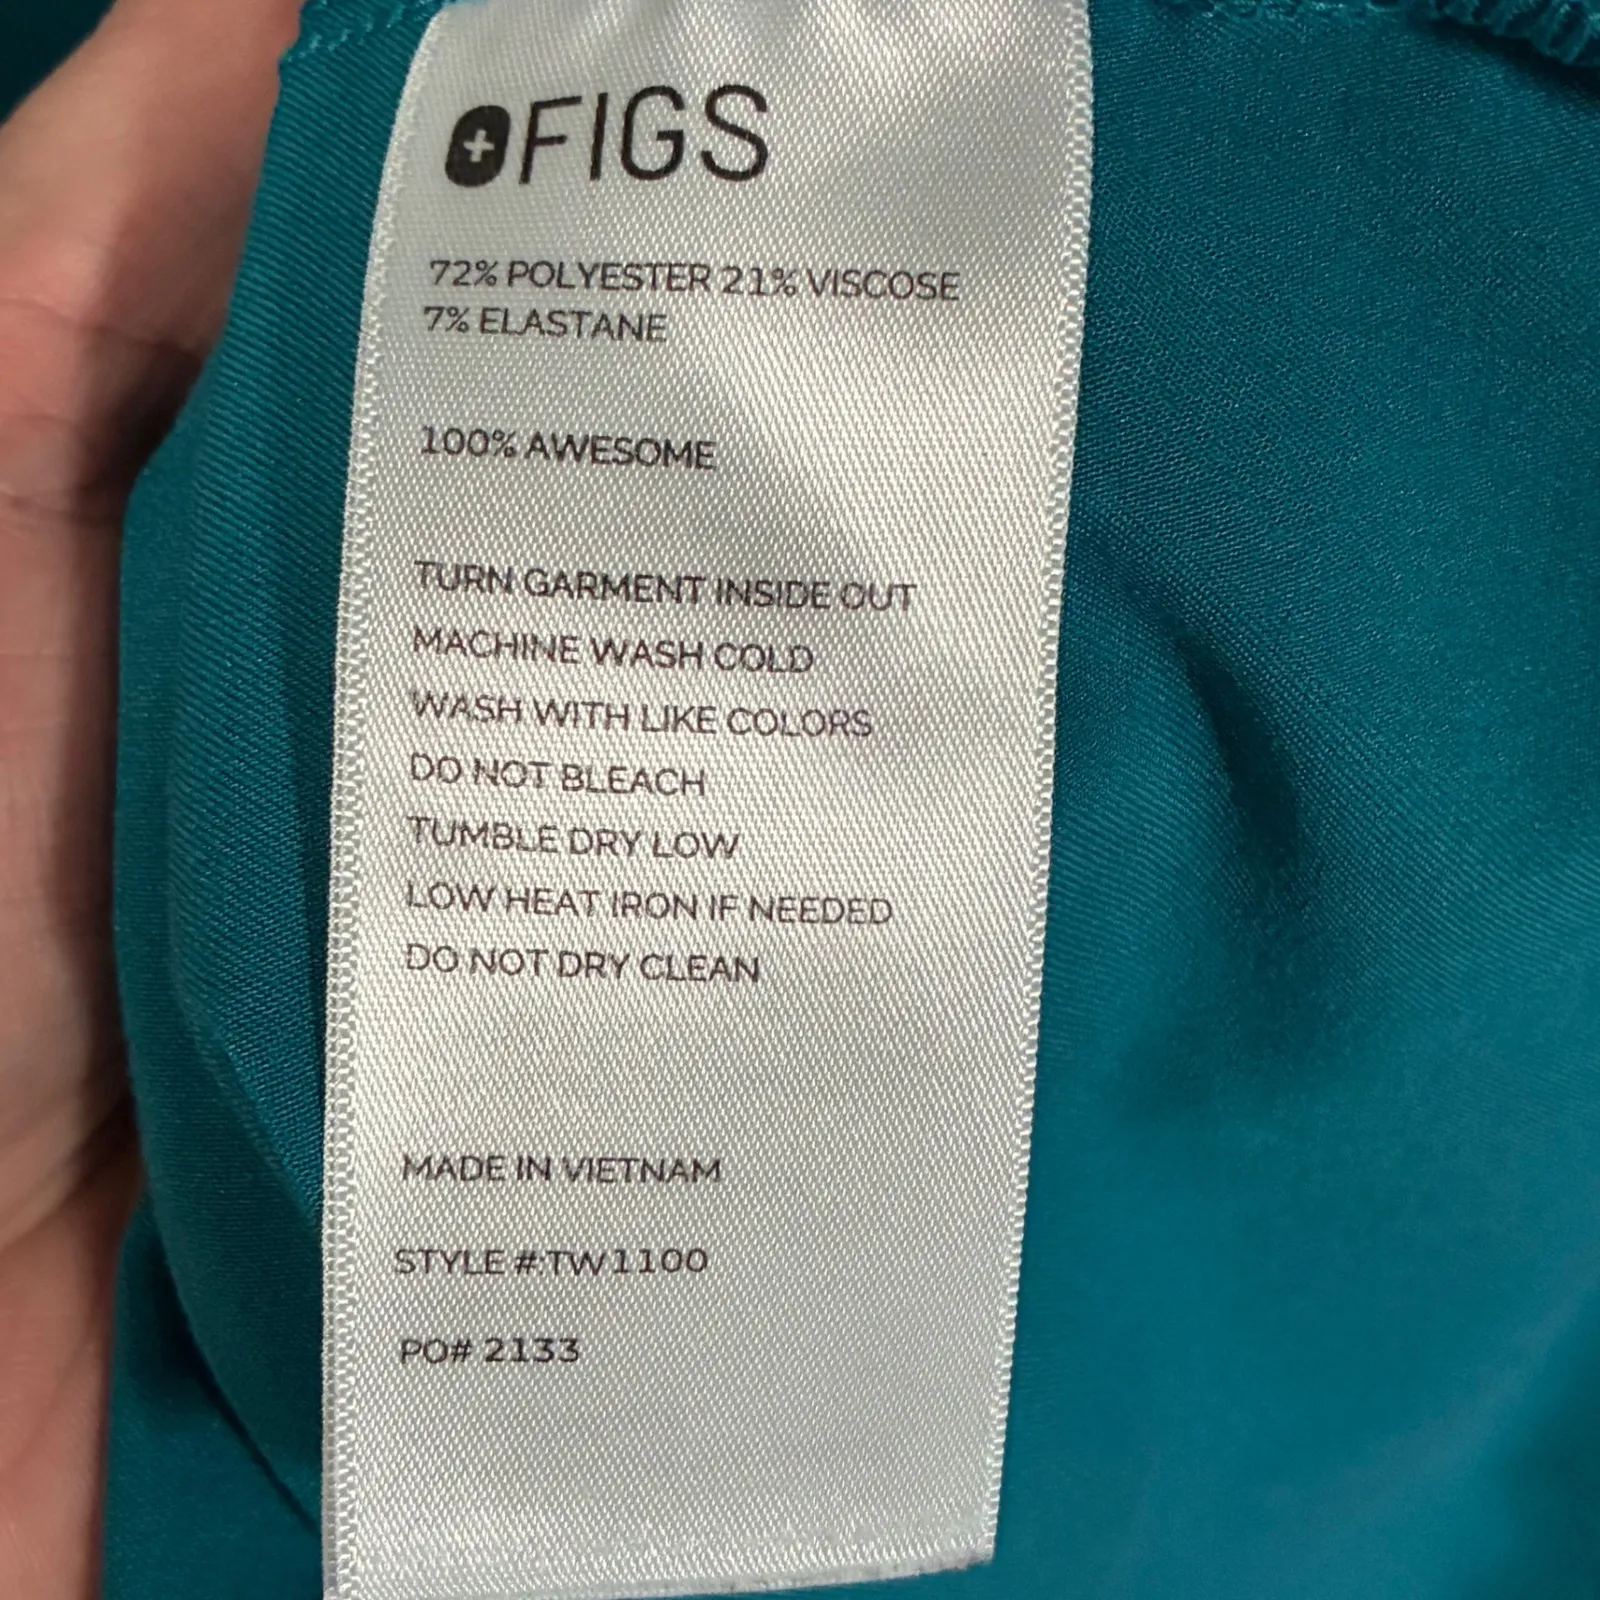 FIGS
72% POLYESTER 21% VISCOSE
7% ELASTANE
100% AWESOME
TURN GARMENT INSIDE OUT
MACHINE WASH COLD
WASH WITH LIKE COLORS
DO NOT BLEACH
TUMBLE DRY LOW
LOW HEAT IRON IF NEEDED
DO NOT DRY CLEAN
MADE IN VIETNAM
STYLE #:TW1100
PO# 2133